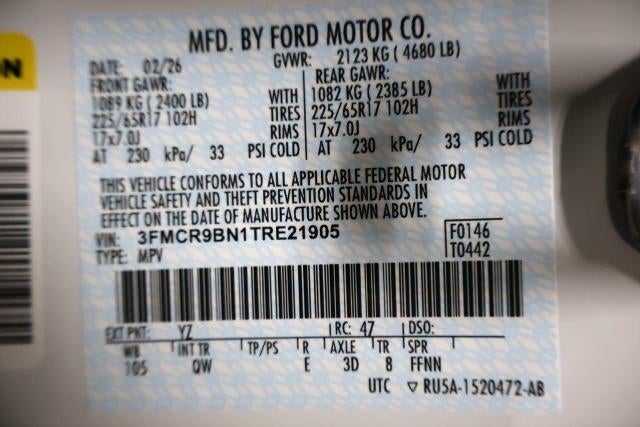 MFD. BY FORD MOTOR CO.
DATE: 02/26 GVWR: 2123 KG ( 4680 LB)
FRONT GAWR: REAR GAWR:
1089 KG ( 2400 LB) WITH 1082 KG ( 2385 LB) WITH
225/65R17 102H TIRES 225/65R17 102H TIRES
17x7.0J RIMS 17x7.0J RIMS
AT 230 kPa/ 33 PSI COLD AT 230 kPa/ 33 PSI COLD
THIS VEHICLE CONFORMS TO ALL APPLICABLE FEDERAL MOTOR
VEHICLE SAFETY AND THEFT PREVENTION STANDARDS IN
EFFECT ON THE DATE OF MANUFACTURE SHOWN ABOVE.
VIN: 3FMCR9BN1TRE21905 F0146
TYPE: MPV T0442
EXT PNT: YZ RC: 47 DSO:
WB INT TR TP/PS R AXLE TR SPR
105 QW E 3D 8 FFNN
UTC ▽ RU5A-1520472-AB
N